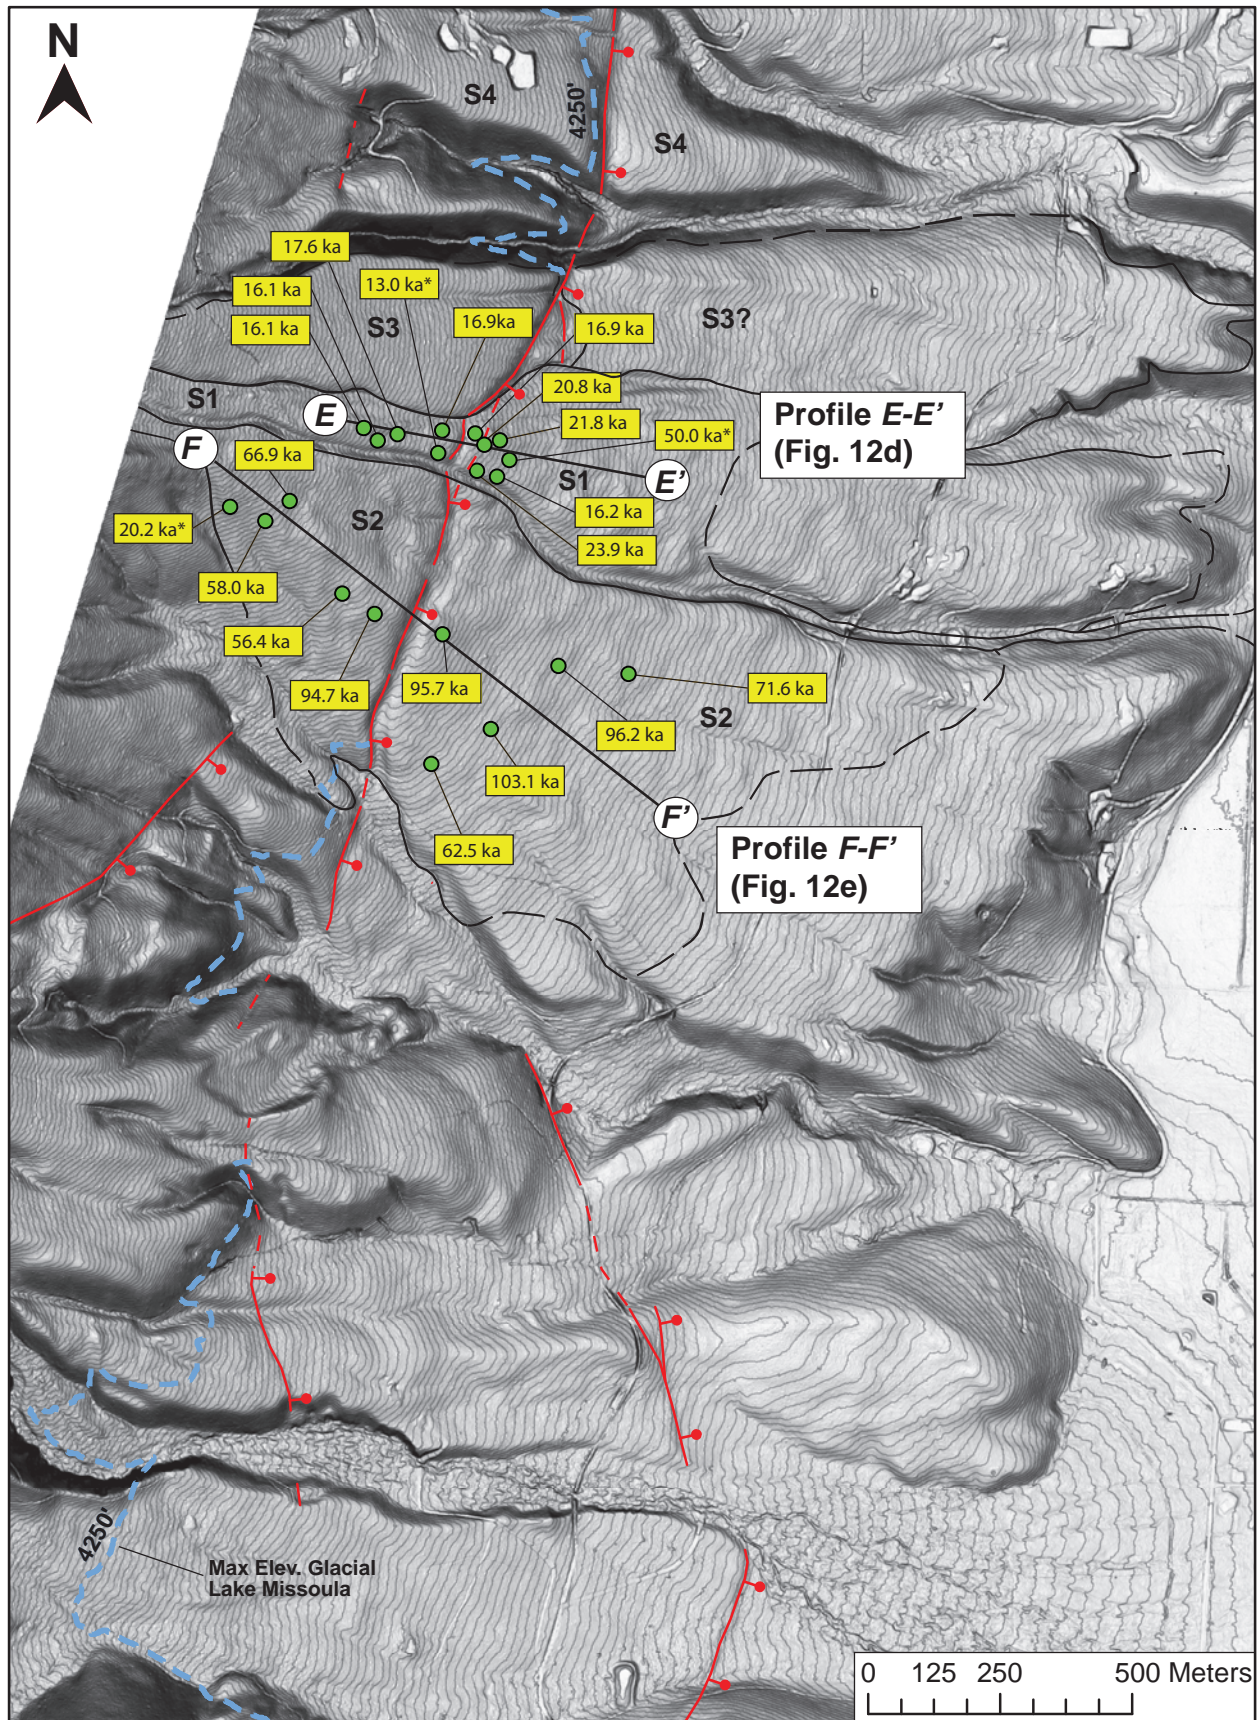 N
S4
4250'
S4
17.6 ka
16.1 ka
13.0 ka*
16.1 ka
S3
16.9ka
16.9 ka
S3?
20.8 ka
S1
E
21.8 ka
Profile E-E’
(Fig. 12d)
F
66.9 ka
50.0 ka*
S1
E’
20.2 ka*
S2
16.2 ka
23.9 ka
58.0 ka
56.4 ka
94.7 ka
95.7 ka
71.6 ka
S2
96.2 ka
103.1 ka
F’
62.5 ka
Profile F-F’
(Fig. 12e)
4250'
Max Elev. Glacial
Lake Missoula
0 125 250 500 Meters